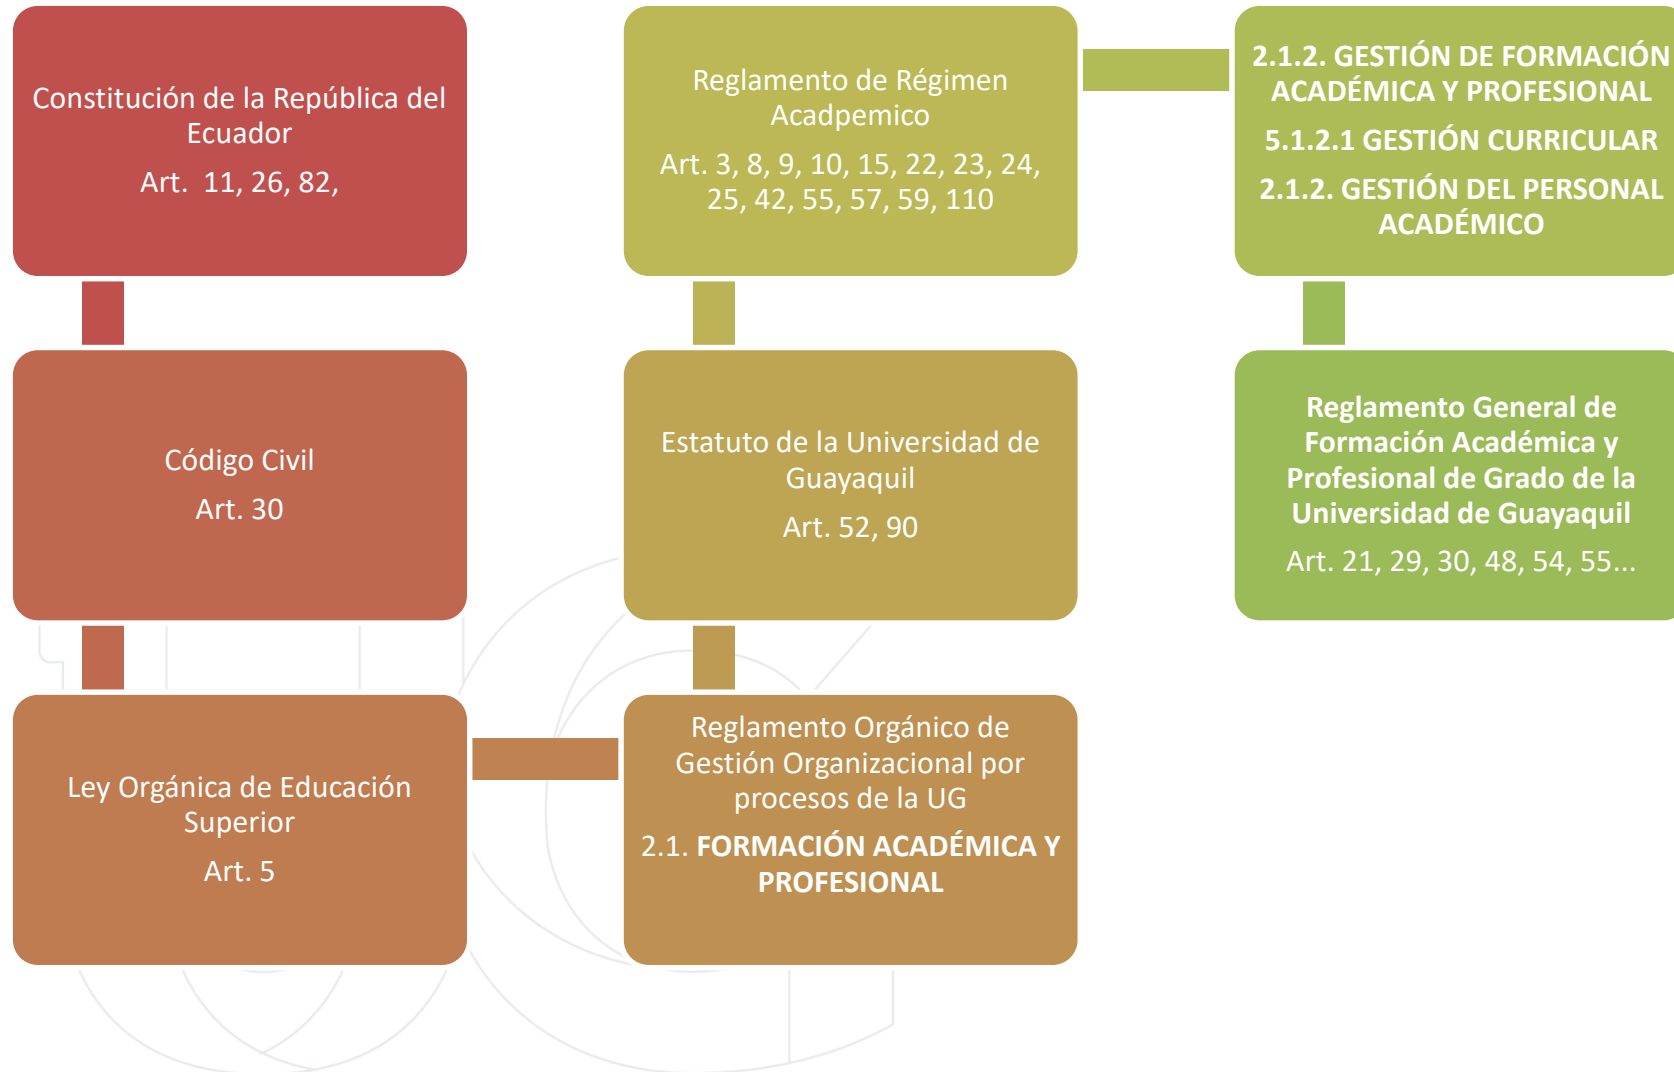 Constitución de la República del
Ecuador
Art.  11, 26, 82,
Código Civil
Art. 30
Ley Orgánica de Educación
Superior
Art. 5
Reglamento Orgánico de
Gestión Organizacional por
procesos de la UG
2.1. FORMACIÓN ACADÉMICA Y
PROFESIONAL
Estatuto de la Universidad de
Guayaquil
Art. 52, 90
Reglamento de Régimen
Acadpemico
Art. 3, 8, 9, 10, 15, 22, 23, 24,
25, 42, 55, 57, 59, 110
2.1.2. GESTIÓN DE FORMACIÓN
ACADÉMICA Y PROFESIONAL
5.1.2.1 GESTIÓN CURRICULAR
2.1.2. GESTIÓN DEL PERSONAL
ACADÉMICO
Reglamento General de
Formación Académica y
Profesional de Grado de la
Universidad de Guayaquil
Art. 21, 29, 30, 48, 54, 55...